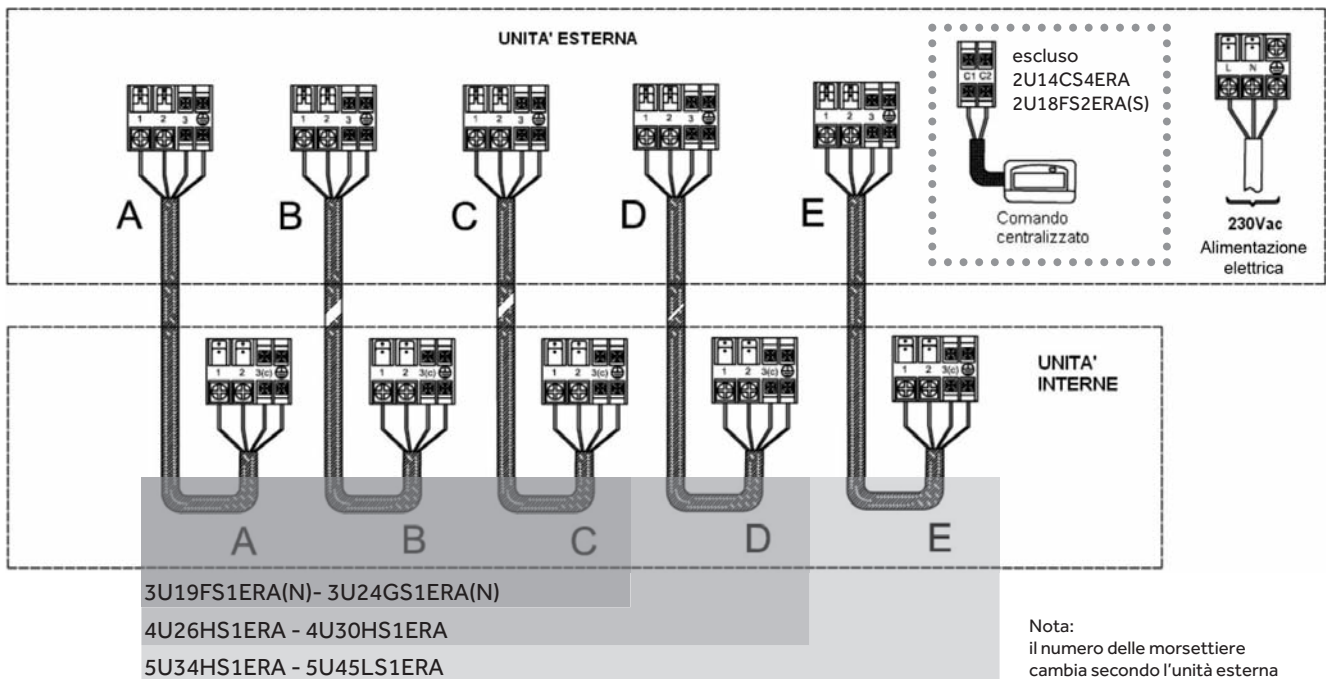 UNITA' ESTERNA
escluso
2U14CS4ERA
2U18FS2ERA(S)
C1 C2
L N
1 2 3
1 2 3
1 2 3
1 2 3
1 2 3
A B C D E
Comando
centralizzato
230Vac
Alimentazione
elettrica
1 2 3(c)
1 2 3(c)
1 2 3(c)
1 2 3(c)
1 2 3(c)
UNITA'
INTERNE
A B C D E
3U19FS1ERA(N)- 3U24GS1ERA(N)
4U26HS1ERA - 4U30HS1ERA
5U34HS1ERA - 5U45LS1ERA
Nota:
il numero delle morsettiere
cambia secondo l'unità esterna